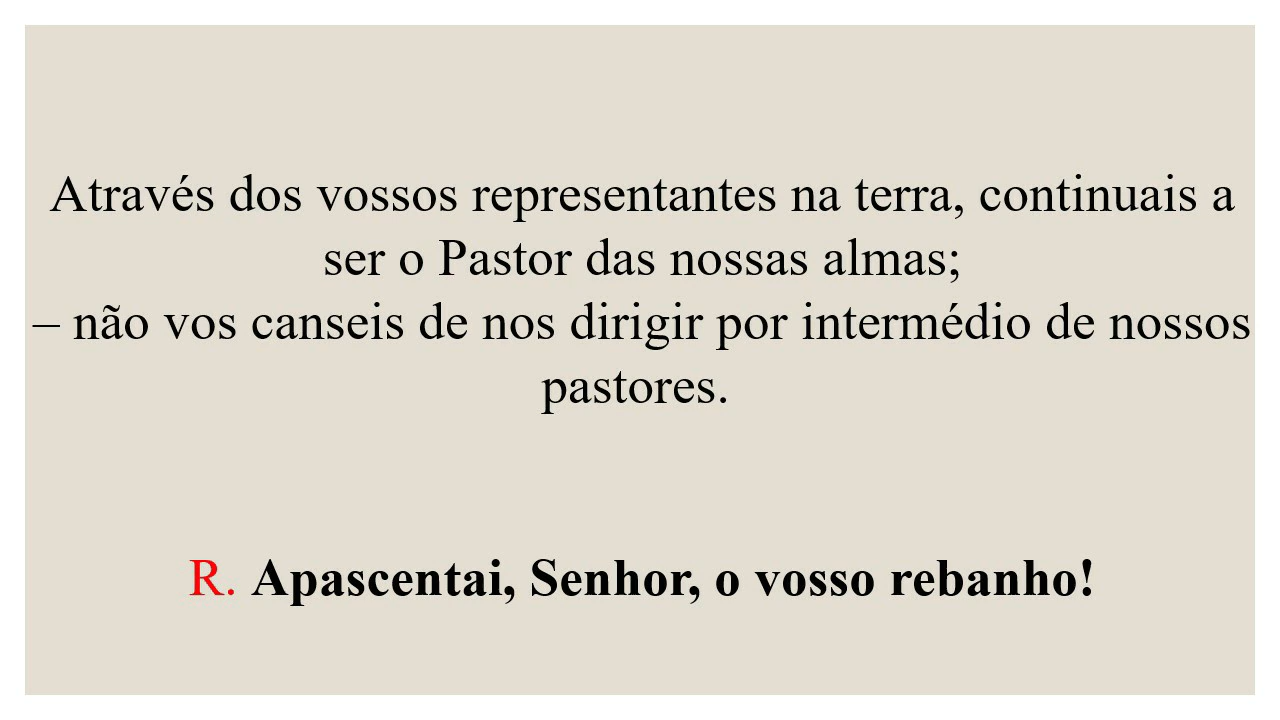 Através dos vossos representantes na terra, continuais a
ser o Pastor das nossas almas;
– não vos canseis de nos dirigir por intermédio de nossos
pastores.
R. Apascentai, Senhor, o vosso rebanho!